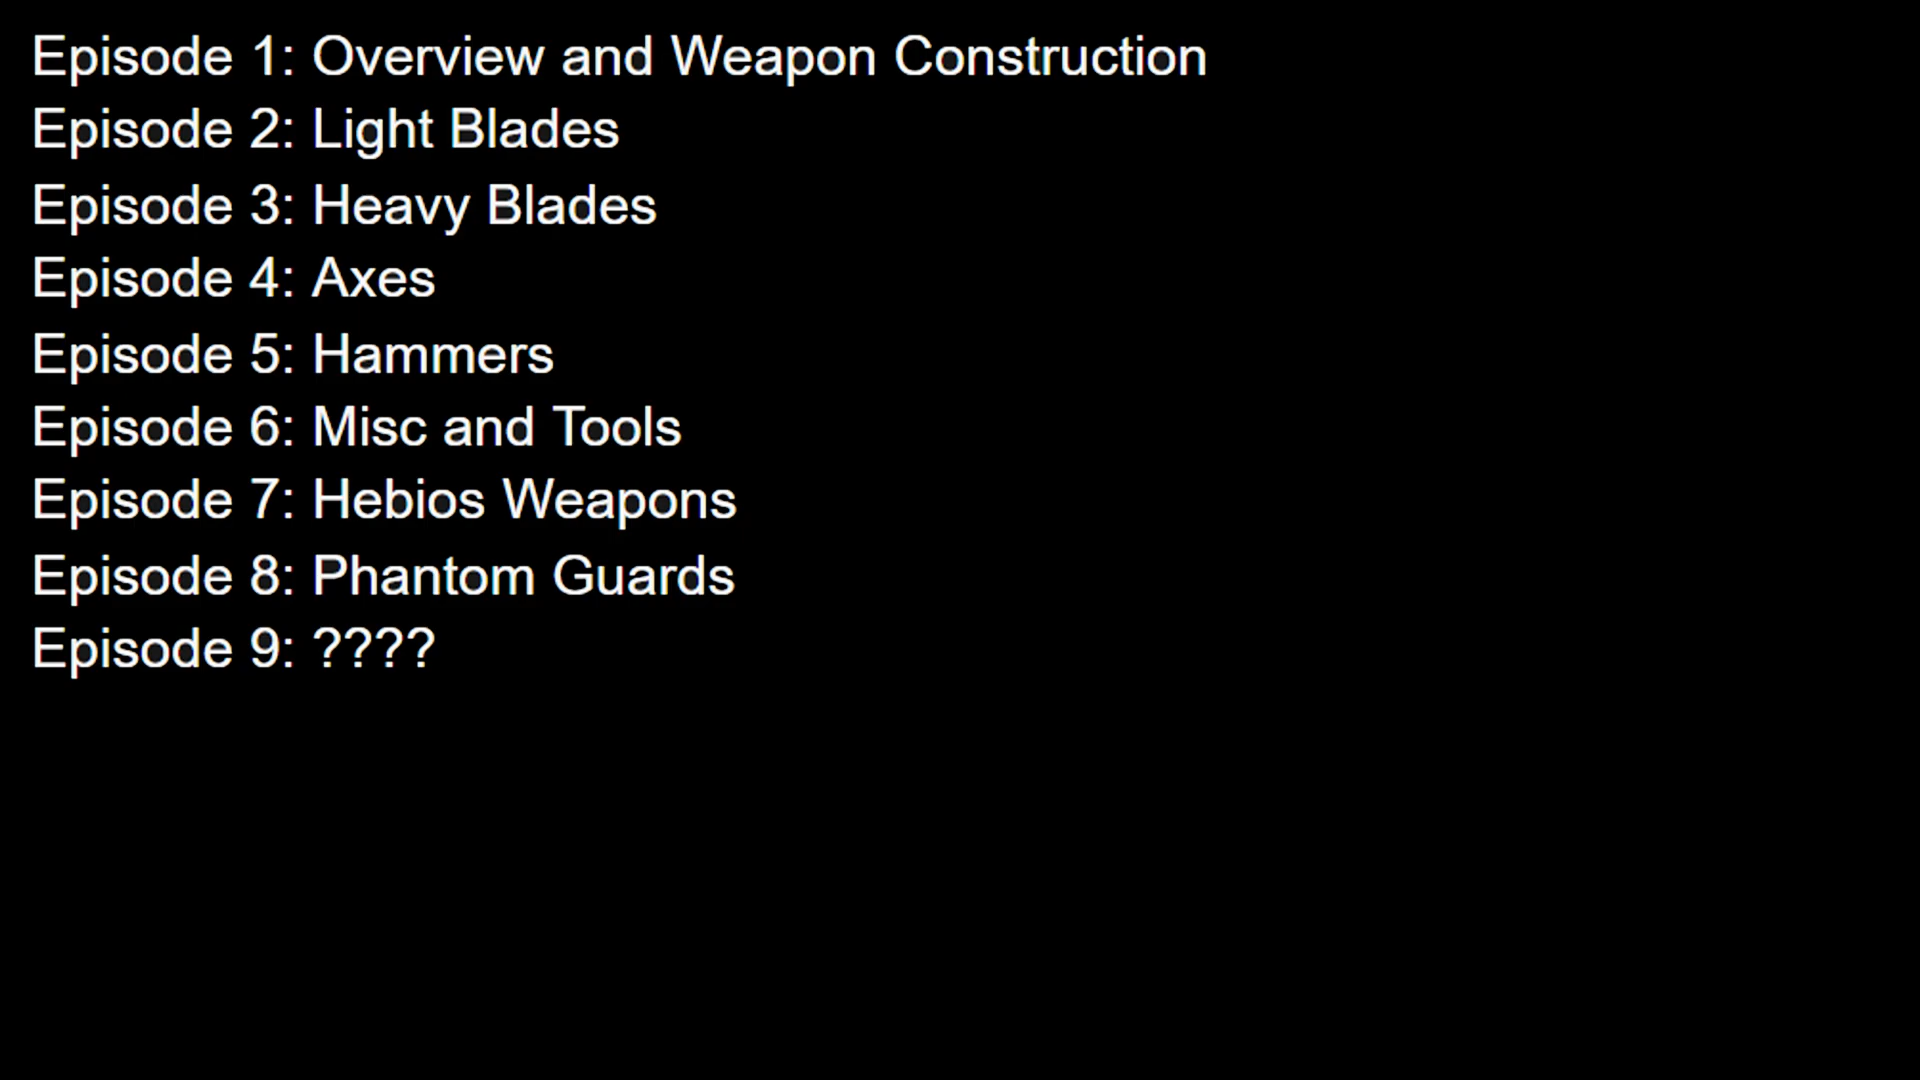 Episode 1: Overview and Weapon Construction
Episode 2: Light Blades
Episode 3: Heavy Blades
Episode 4: Axes
Episode 5: Hammers
Episode 6: Misc and Tools
Episode 7: Hebios Weapons
Episode 8: Phantom Guards
Episode 9: ????